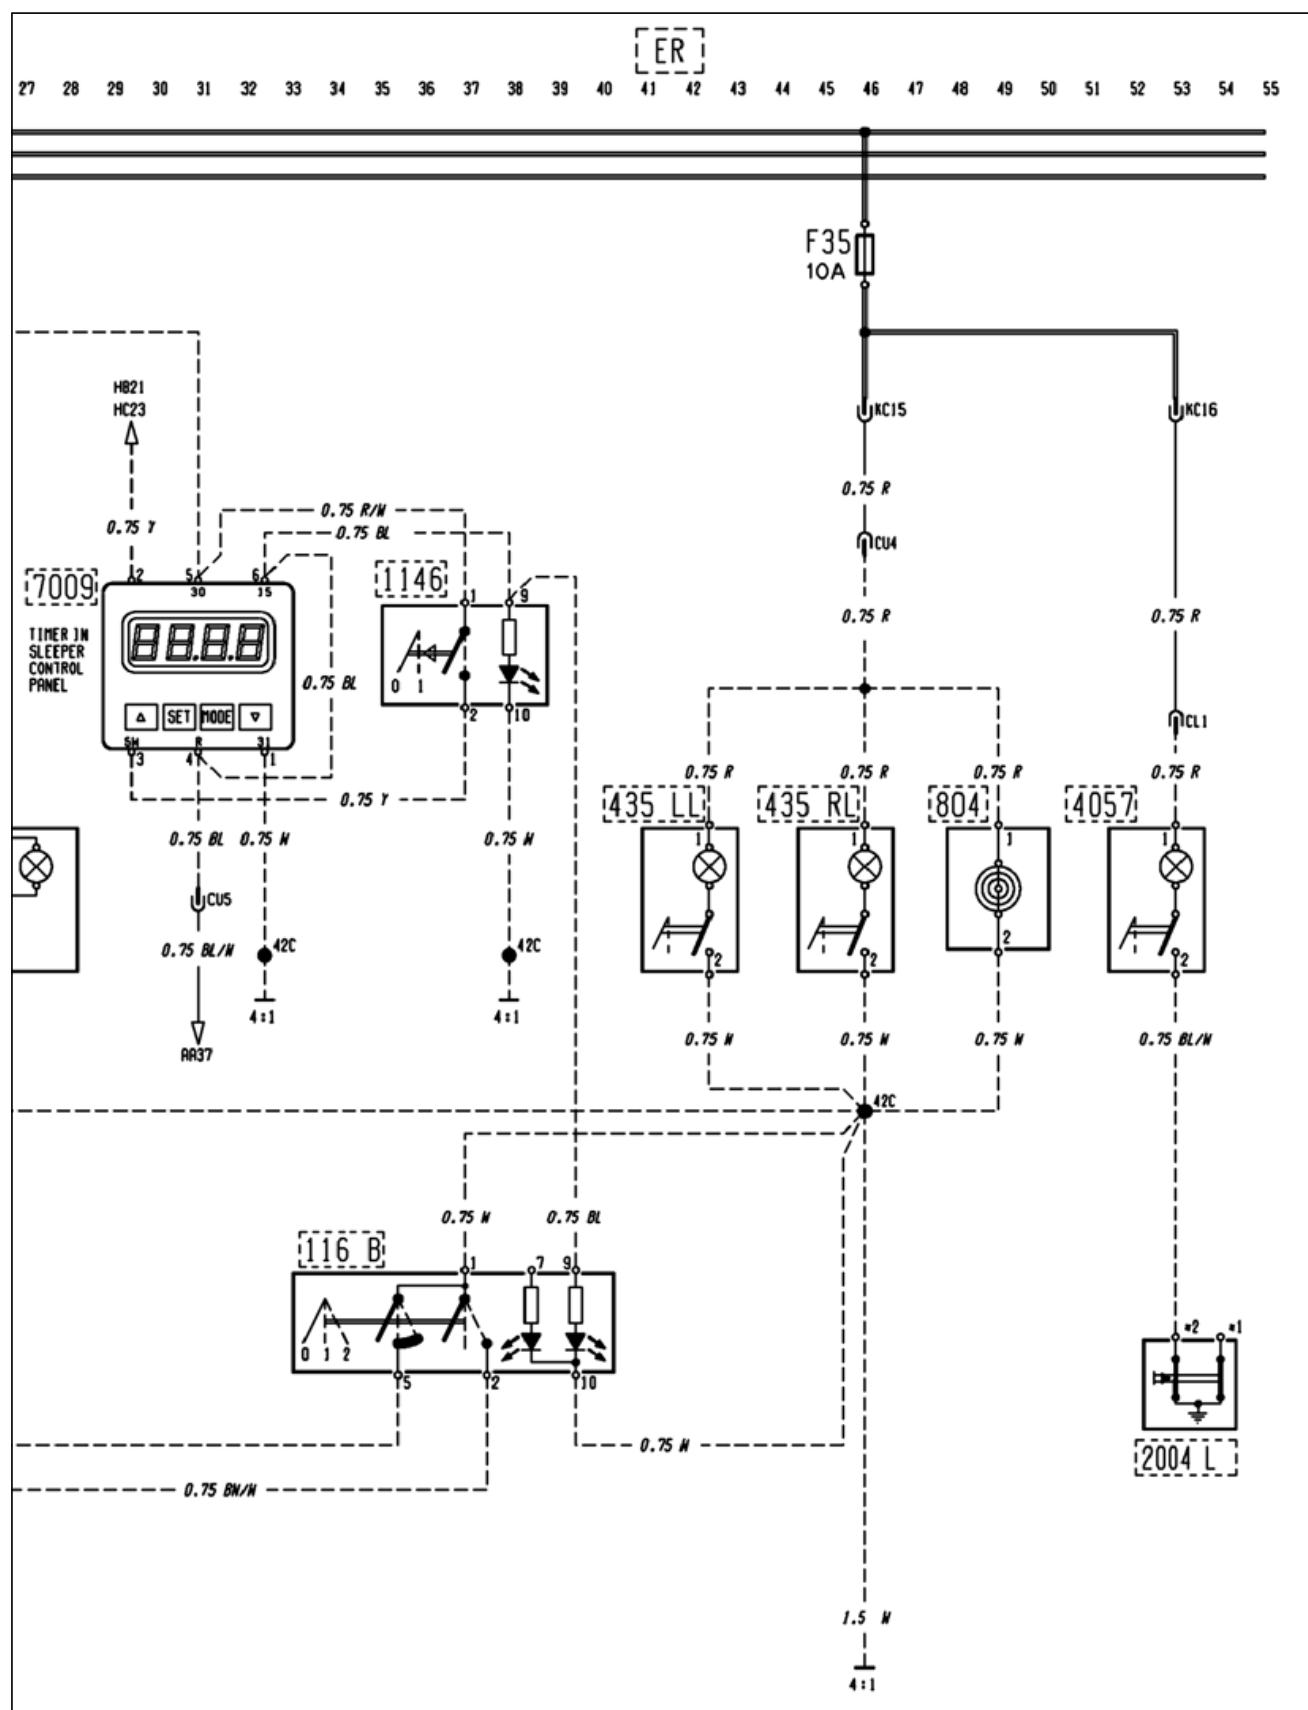 ER
27 28 29 30 31 32 33 34 35 36 37 38 39 40 41 42 43 44 45 46 47 48 49 50 51 52 53 54 55
F35
10A
HB21
HC23
KC15
KC16
0.75 R
0.75 R/W
0.75 Y
0.75 BL
CU4
7009
2
5
6
30
15
1146
1
9
0.75 R
0.75 R
TIMER IN
SLEEPER
CONTROL
PANEL
88.88
0 1
0.75 BL
SET
MODE
2
10
CL1
SW
R
31
3
4
1
0.75 Y
0.75 R
0.75 R
0.75 R
0.75 R
435 LL
435 RL
804
4057
0.75 BL
0.75 W
0.75 W
1
1
1
1
CU5
0.75 BL/W
42C
42C
2
2
2
2
4:1
4:1
AA37
0.75 W
0.75 W
0.75 W
0.75 BL/W
42C
0.75 W
0.75 BL
116 B
1
7
9
0 1 2
*2
*1
5
2
10
0.75 W
2004 L
0.75 BN/W
1.5 W
4:1